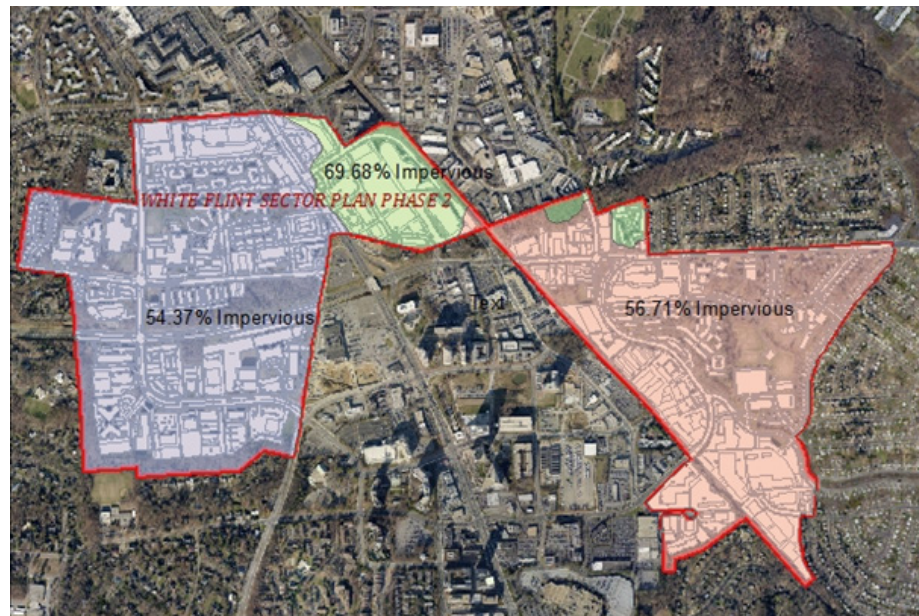 69.68% Impervious
WHITE FLINT SECTOR PLAN PHASE 2
54.37% Impervious
Text
56.71% Impervious